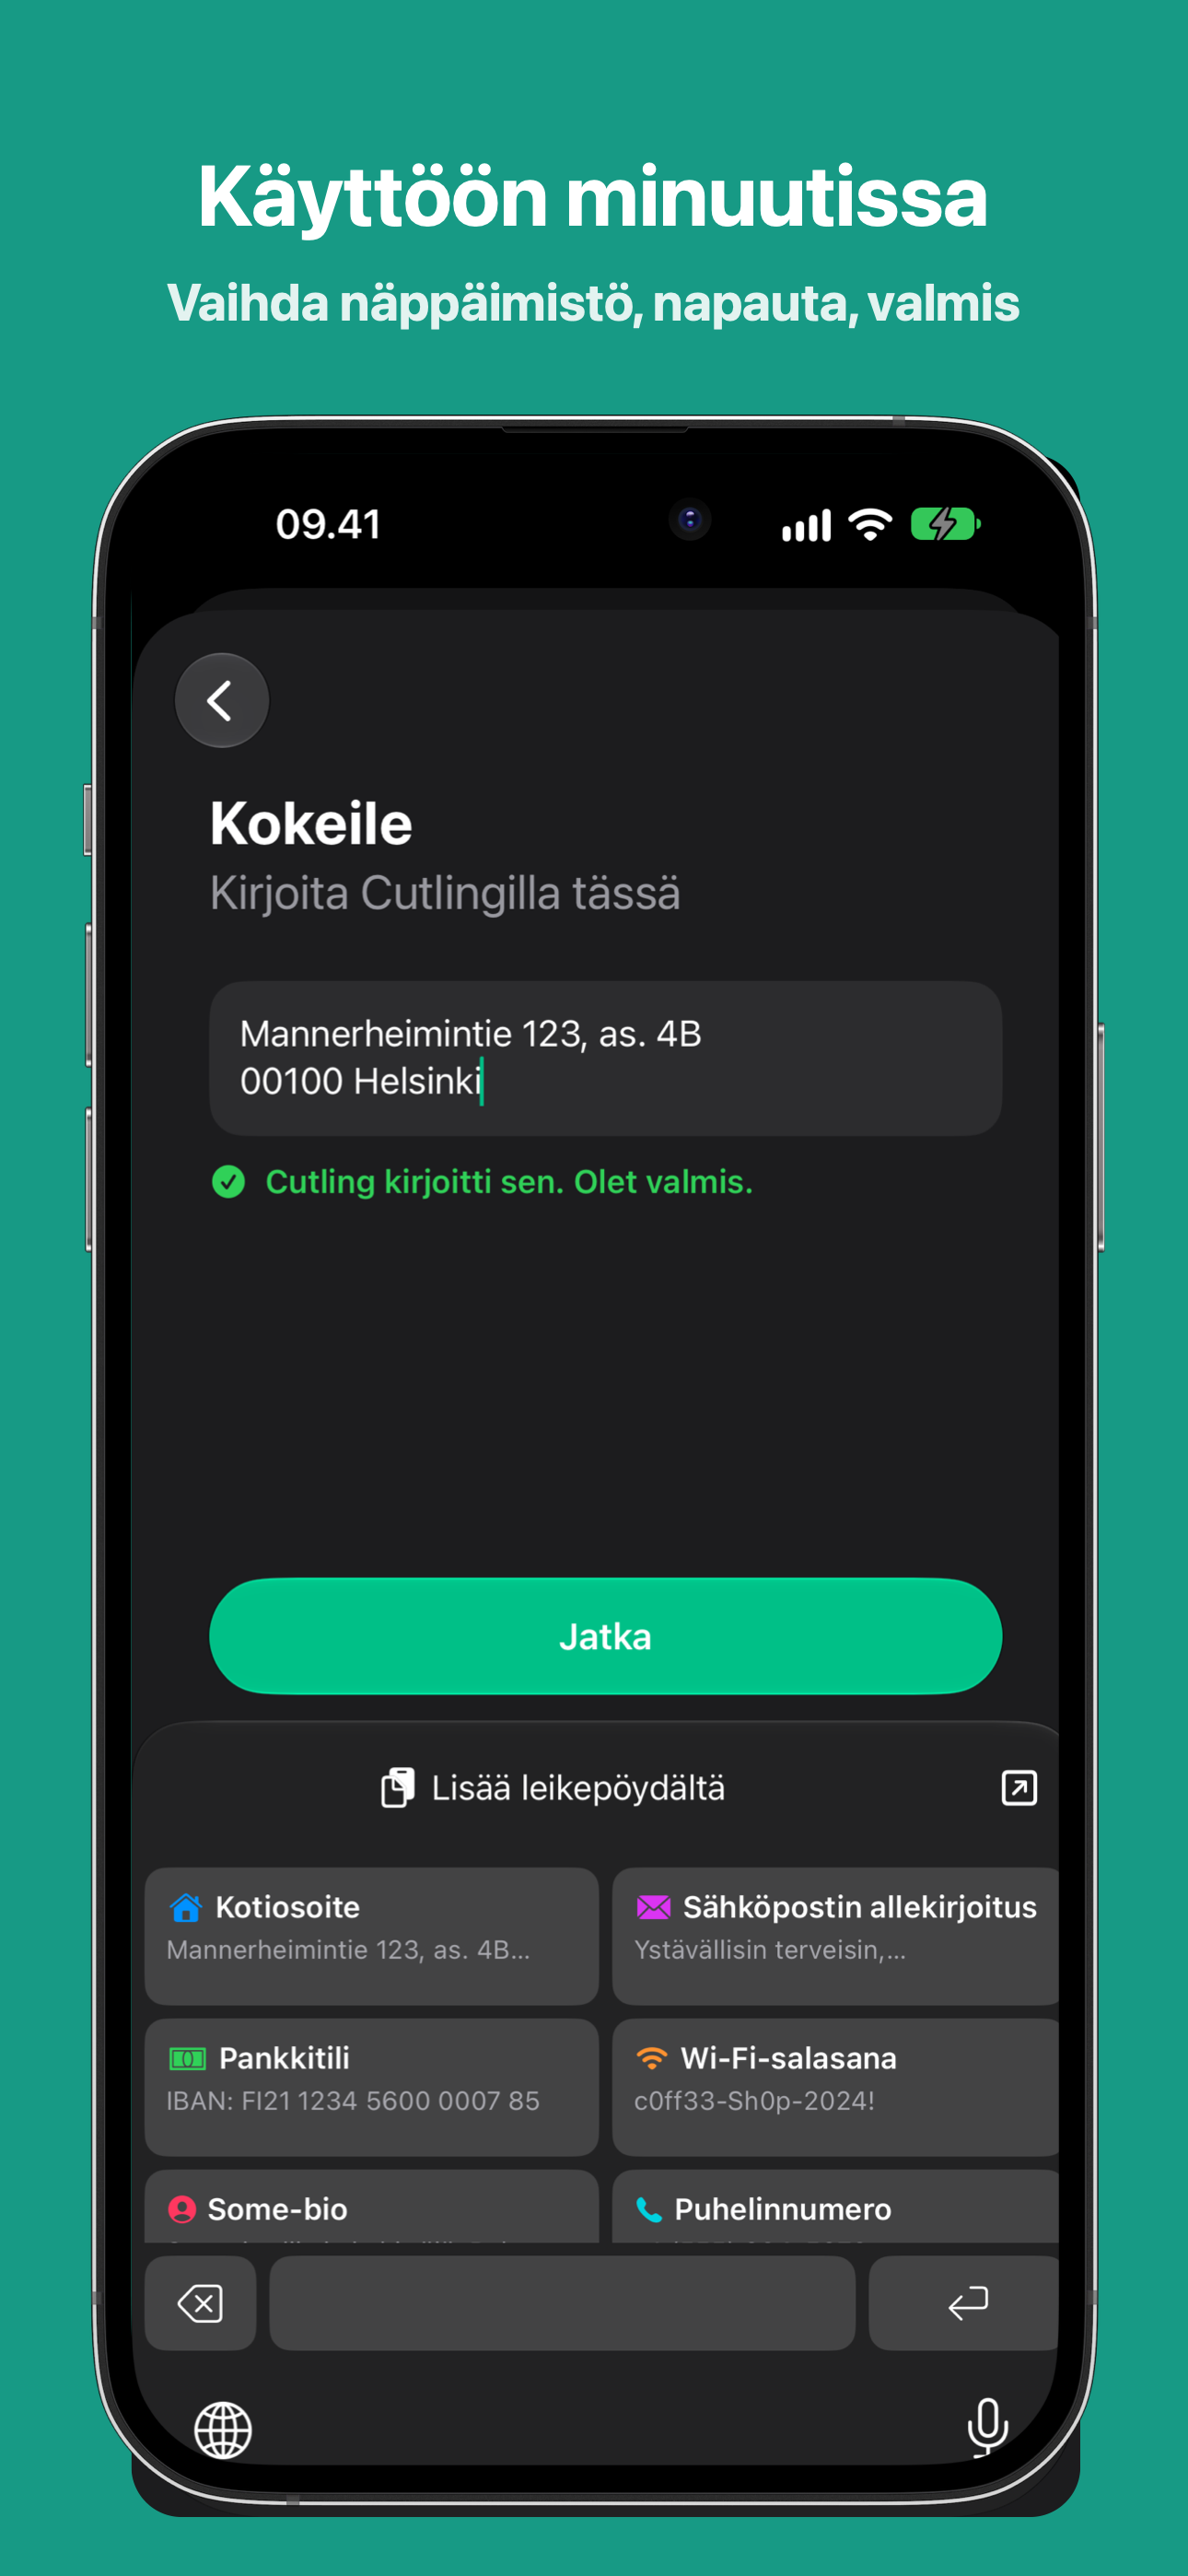 Käyttöön minuutissa
Vaihda näppäimistö, napauta, valmis
09.41
Kokeile
Kirjoita Cutlingilla tässä
Mannerheimintie 123, as. 4B
00100 Helsinki
Cutling kirjoitti sen. Olet valmis.
Jatka
Lisää leikepöydältä
Kotiosoite
Mannerheimintie 123, as. 4B...
Sähköpostin allekirjoitus
Ystävällisin terveisin,...
Pankkitili
IBAN: FI21 1234 5600 0007 85
Wi-Fi-salasana
c0ff33-Sh0p-2024!
Some-bio
Puhelinnumero